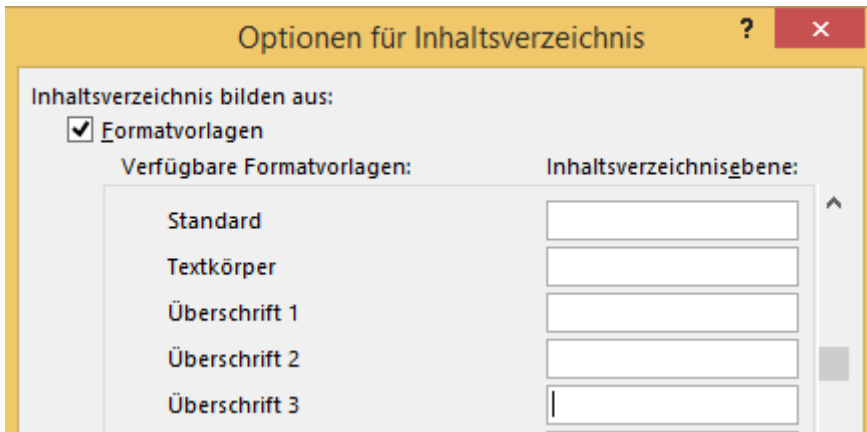 Optionen für Inhaltsverzeichnis ?
Inhaltsverzeichnis bilden aus:
Formatvorlagen
Verfügbare Formatvorlagen: Inhaltsverzeichnisebene:
Standard
Textkörper
Überschrift 1
Überschrift 2
Überschrift 3